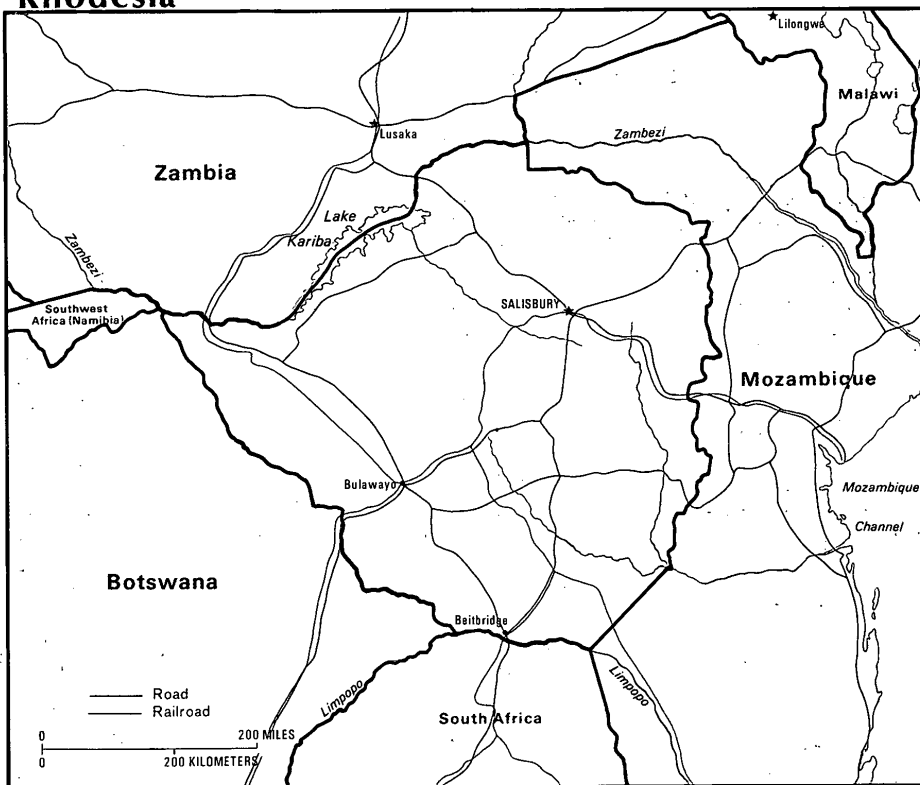 Rhodesia
Lilongwe
Malawi
Lusaka
Zambezi
Zambia
Lake
Kariba
Zambezi
SALISBURY
Southwest
Africa (Namibia)
Mozambique
Bulawayo
Mozambique
Channel
Botswana
Beitbridge
Limpopo
Limpopo
Road
Railroad
South Africa
0 200 MILES
0 200 KILOMETERS